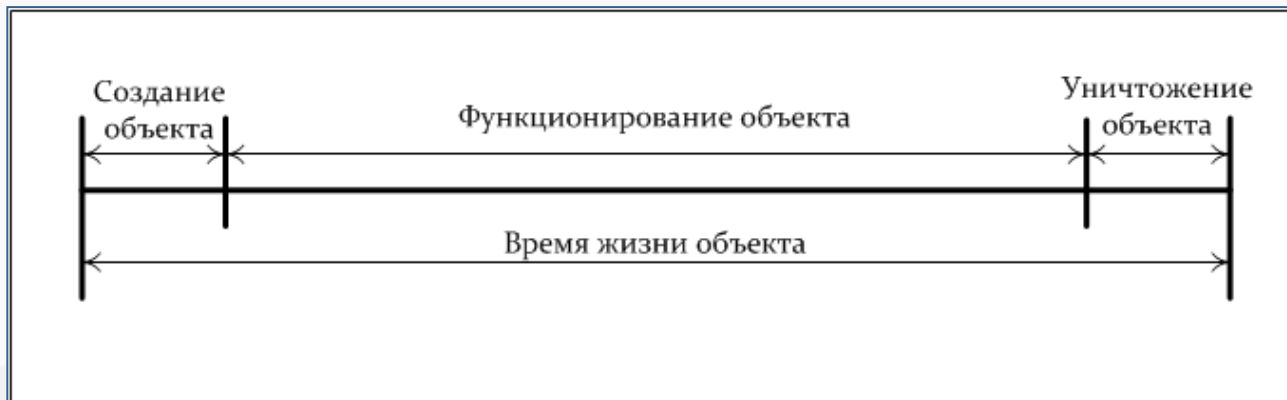 Создание
объекта
Функционирование объекта
Уничтожение
объекта
Время жизни объекта